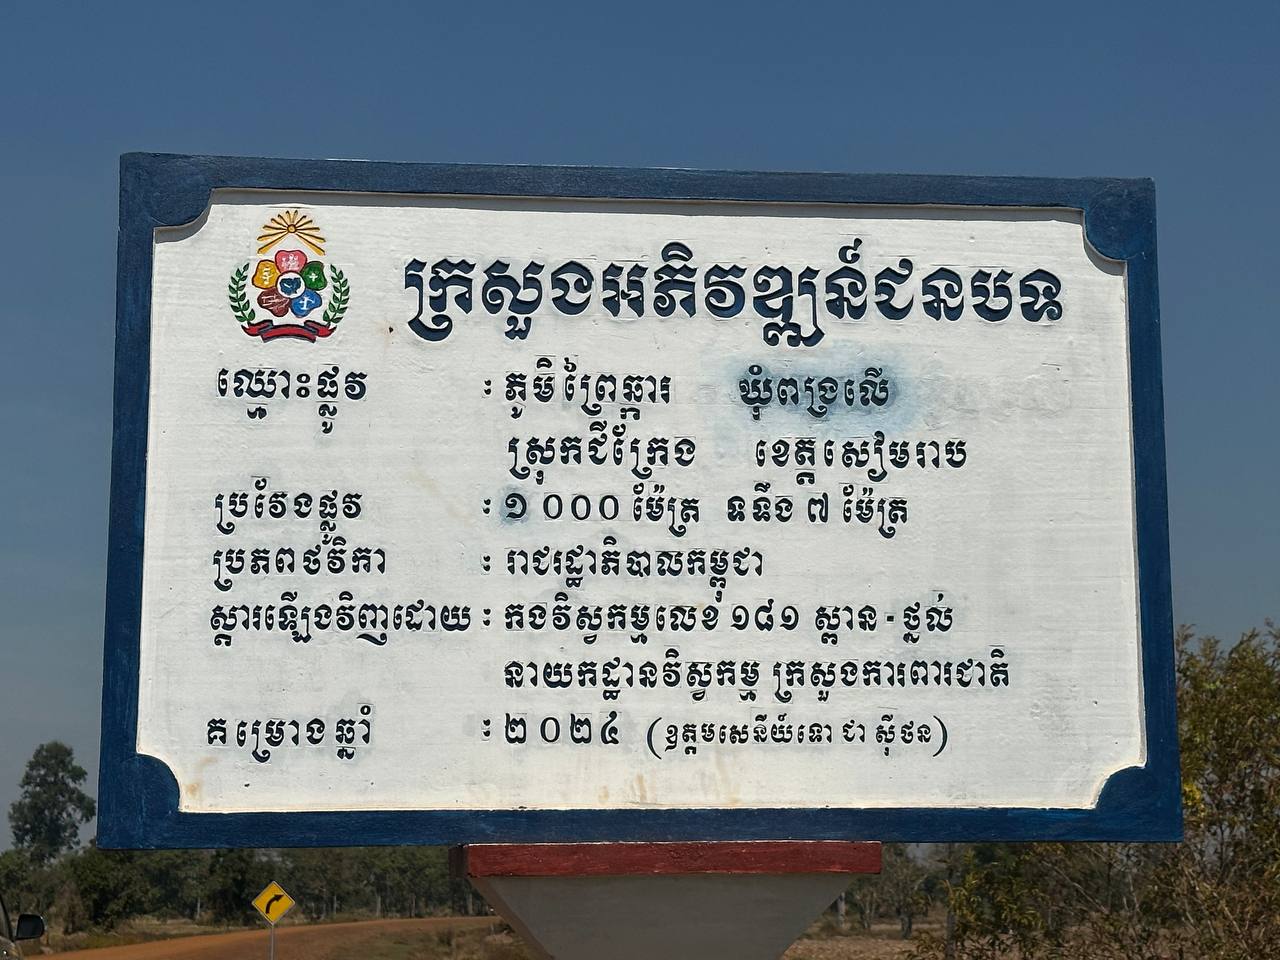 ក្រសួងអភិវឌ្ឍន៍ជនបទ
ឈ្មោះផ្លូវ : ភូមិព្រៃឆ្ការ ឃុំពង្រលើ
ស្រុកជីក្រែង ខេត្តសៀមរាប
ប្រវែងផ្លូវ : ១ ០០០ ម៉ែត្រ ទទឹង ៧ ម៉ែត្រ
ប្រភពថវិកា : រាជរដ្ឋាភិបាលកម្ពុជា
ស្តារឡើងវិញដោយ : កងវិស្វកម្មលេខ ១៨១ ស្ពាន - ថ្នល់
នាយកដ្ឋានវិស្វកម្ម ក្រសួងការពារជាតិ
គម្រោងឆ្នាំ : ២០២៤ (ឧត្តមសេនីយ៍ទោ ជា ស៊ីថន)